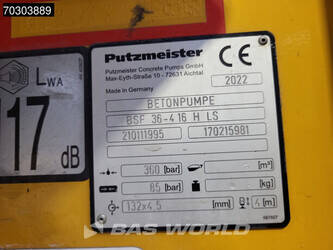 70303889
Putzmeister
Putzmeister Concrete Pumps GmbH
Max-Eyth-Straße 10 - 72631 Aichtal
CE
Made in Germany
2022
BETONPUMPE
BSF 36-4 16 H LS
210111995 170215981
360 [bar] [m³]
85 [bar] [kg]
132x4.5 [mm] 4 [m]
LWA
117
dB
BAS WORLD